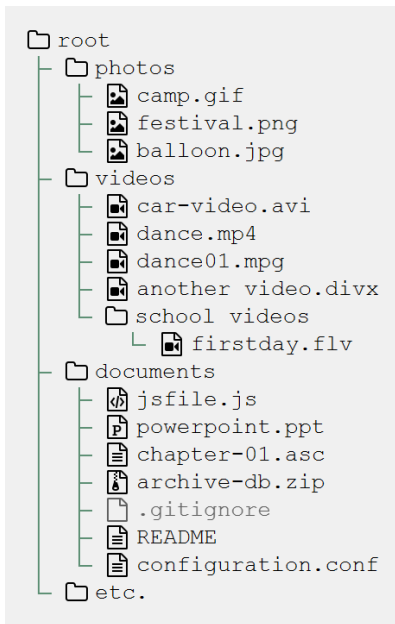 root
photos
camp.gif
festival.png
balloon.jpg
videos
car-video.avi
dance.mp4
dance01.mpg
another video.divx
school videos
firstday.flv
documents
jsfile.js
powerpoint.ppt
chapter-01.asc
archive-db.zip
.gitignore
README
configuration.conf
etc.